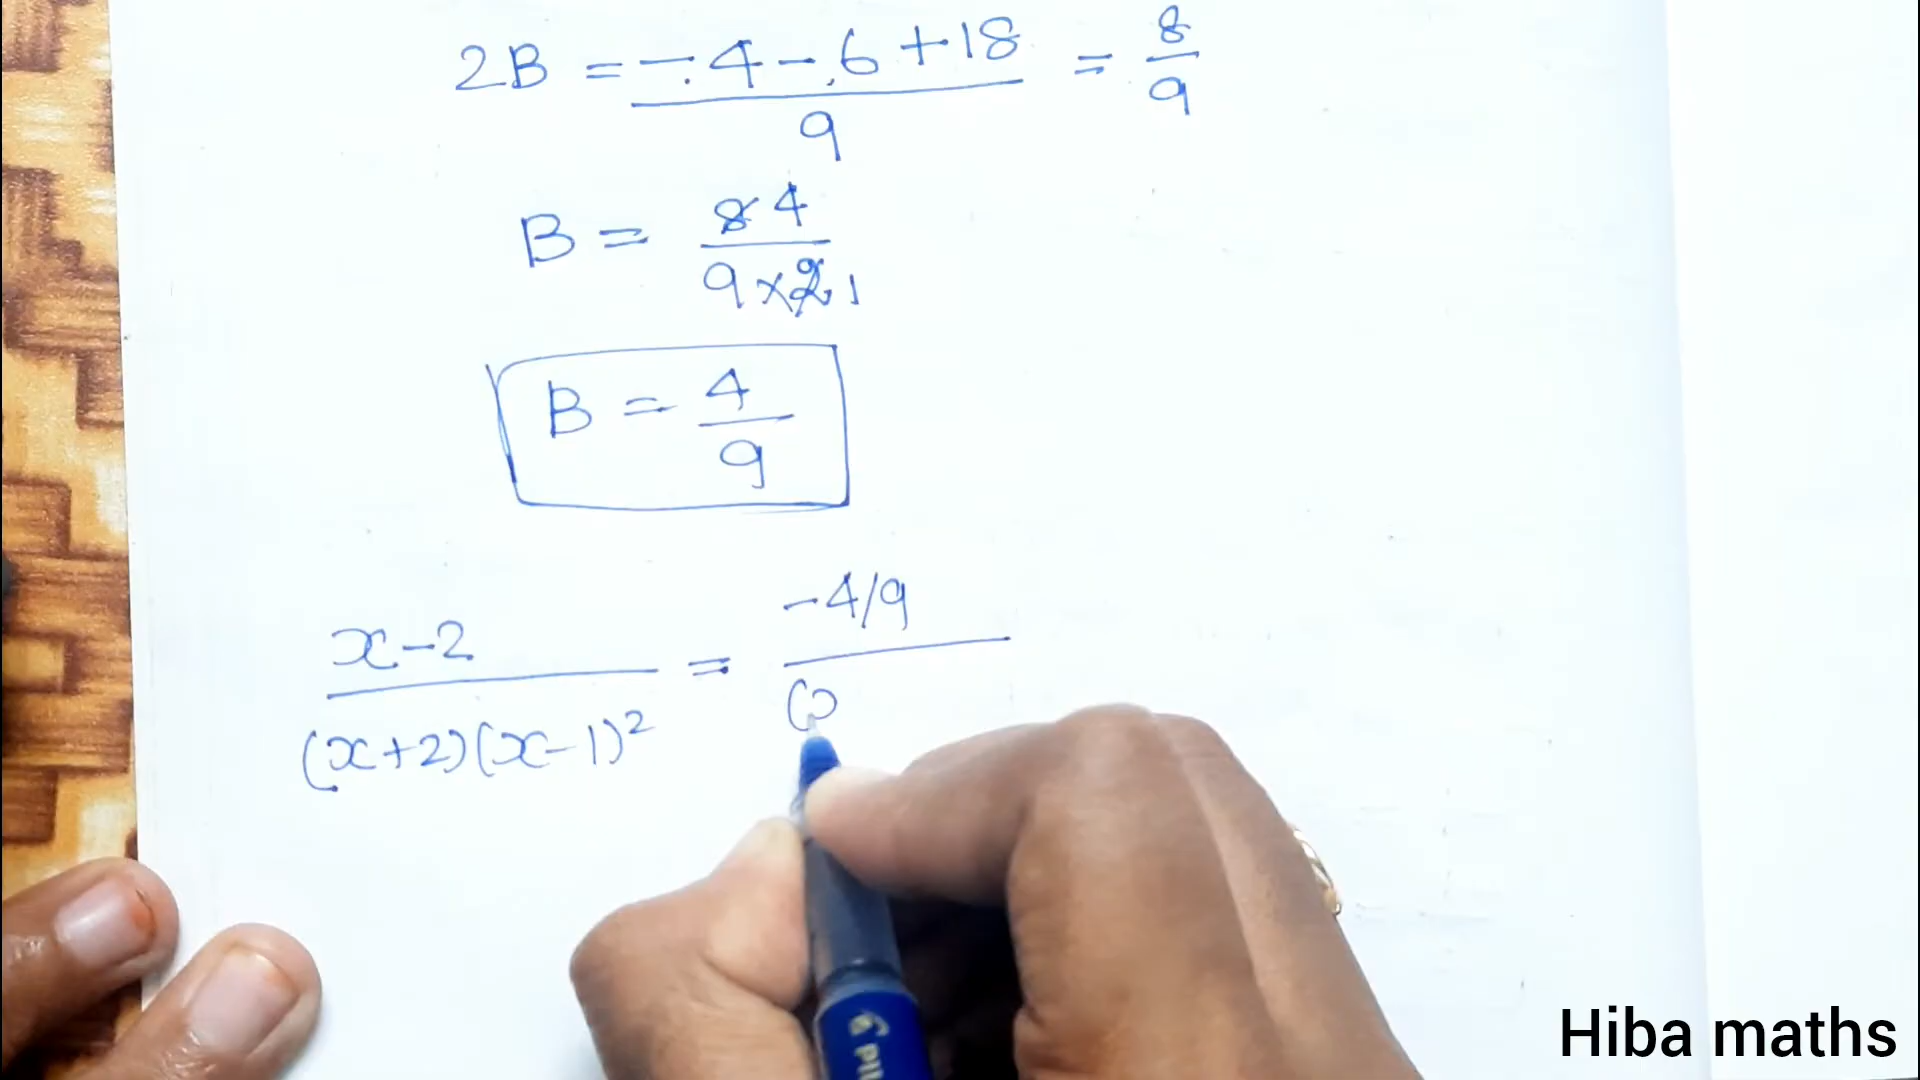 2B = -4-6+18/9 = 8/9
B = 8 4/9×2 1
B = 4/9
x-2/(x+2)(x-1)² = -4/9/(
Hiba maths